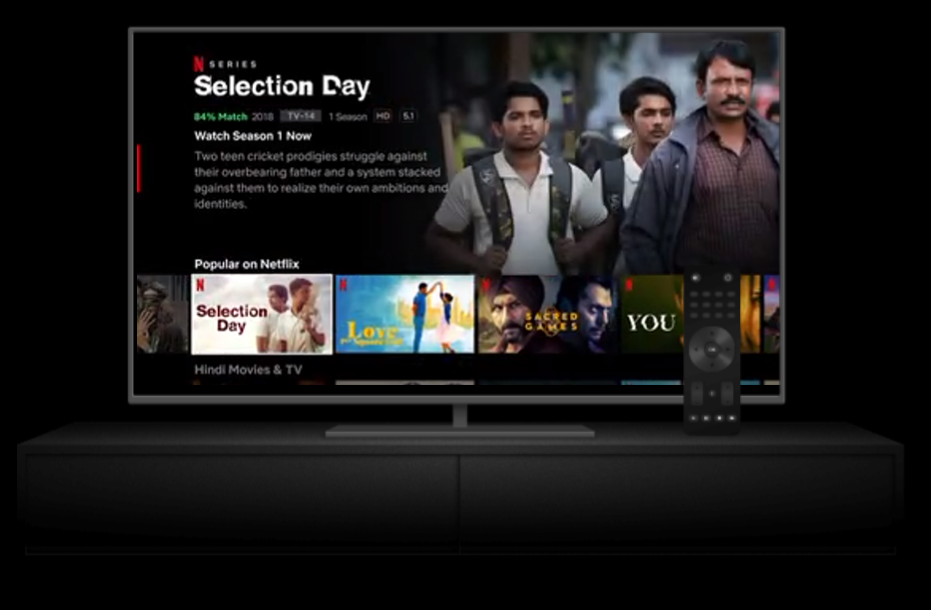 N SERIES
Selection Day
84% Match 2018 TV-14 1 Season HD 5.1
Watch Season 1 Now
Two teen cricket prodigies struggle against
their overbearing father and a system stacked
against them to realize their own ambitions and
identities.
Popular on Netflix
N
Selection
Day
N
Love
N
SACRED
GAMES
N
YOU
Hindi Movies & TV